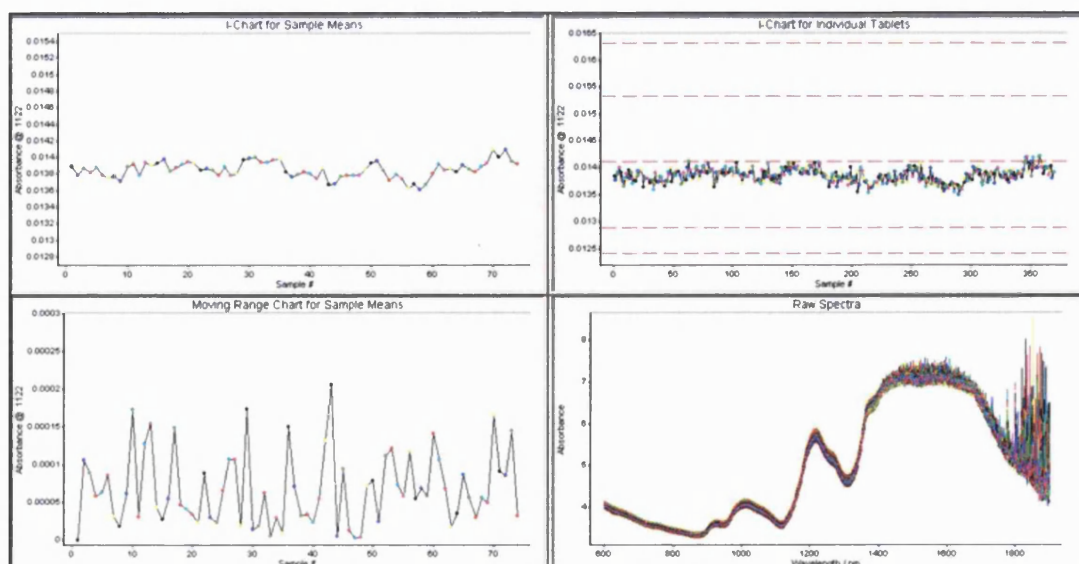 I-Chart for Sample Means
0.0154
0.0152
0.015
0.0148
0.0146
0.0144
0.0142
0.0140
0.0138
0.0136
0.0134
0.0132
0.013
0.0128
Absorbance @ 1122
0 10 20 30 40 50 60 70
Sample #
I-Chart for Individual Tablets
0.0165
0.016
0.0155
0.015
0.0145
0.0140
0.0135
0.013
0.0125
Absorbance @ 1122
0 50 100 150 200 250 300 350
Sample #
Moving Range Chart for Sample Means
0.0003
0.00025
0.0002
0.00015
0.0001
0.00005
0
Absorbance @ 1122
0 10 20 30 40 50 60 70
Sample #
Raw Spectra
8
7
6
5
4
Absorbance
600 800 1000 1200 1400 1600 1800
Wavelength / nm